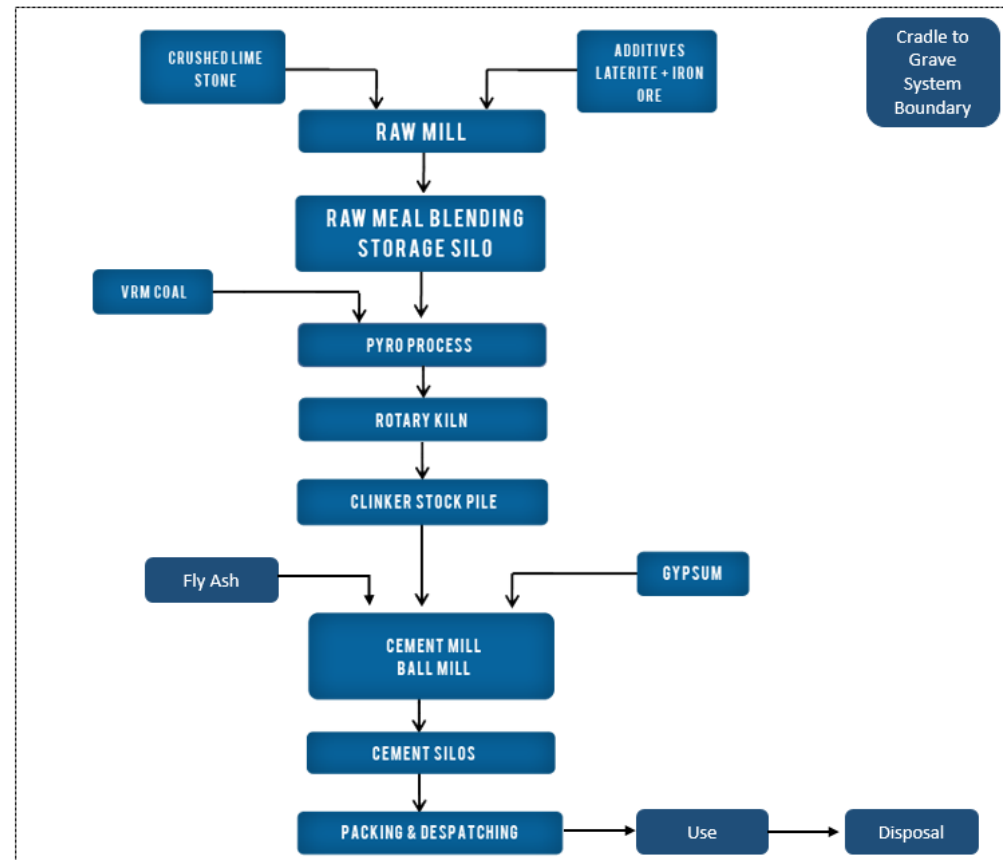 CRUSHED LIME
STONE
ADDITIVES
LATERITE + IRON
ORE
Cradle to
Grave
System
Boundary
RAW MILL
RAW MEAL BLENDING
STORAGE SILO
VRM COAL
PYRO PROCESS
ROTARY KILN
CLINKER STOCK PILE
Fly Ash
GYPSUM
CEMENT MILL
BALL MILL
CEMENT SILOS
PACKING & DESPATCHING
Use
Disposal